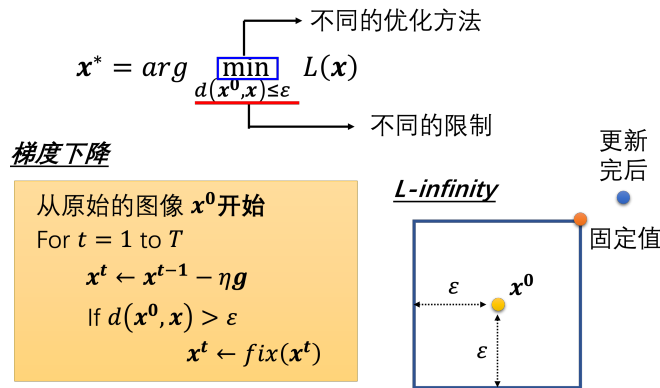 不同的优化方法
x* = arg min L(x)
d(x⁰,x)≤ε
不同的限制
梯度下降
从原始的图像 x⁰开始
For t = 1 to T
xᵗ ← xᵗ⁻¹ − ηg
If d(x⁰,x) > ε
xᵗ ← fix(xᵗ)
更新
完后
L-infinity
固定值
x⁰
ε
ε